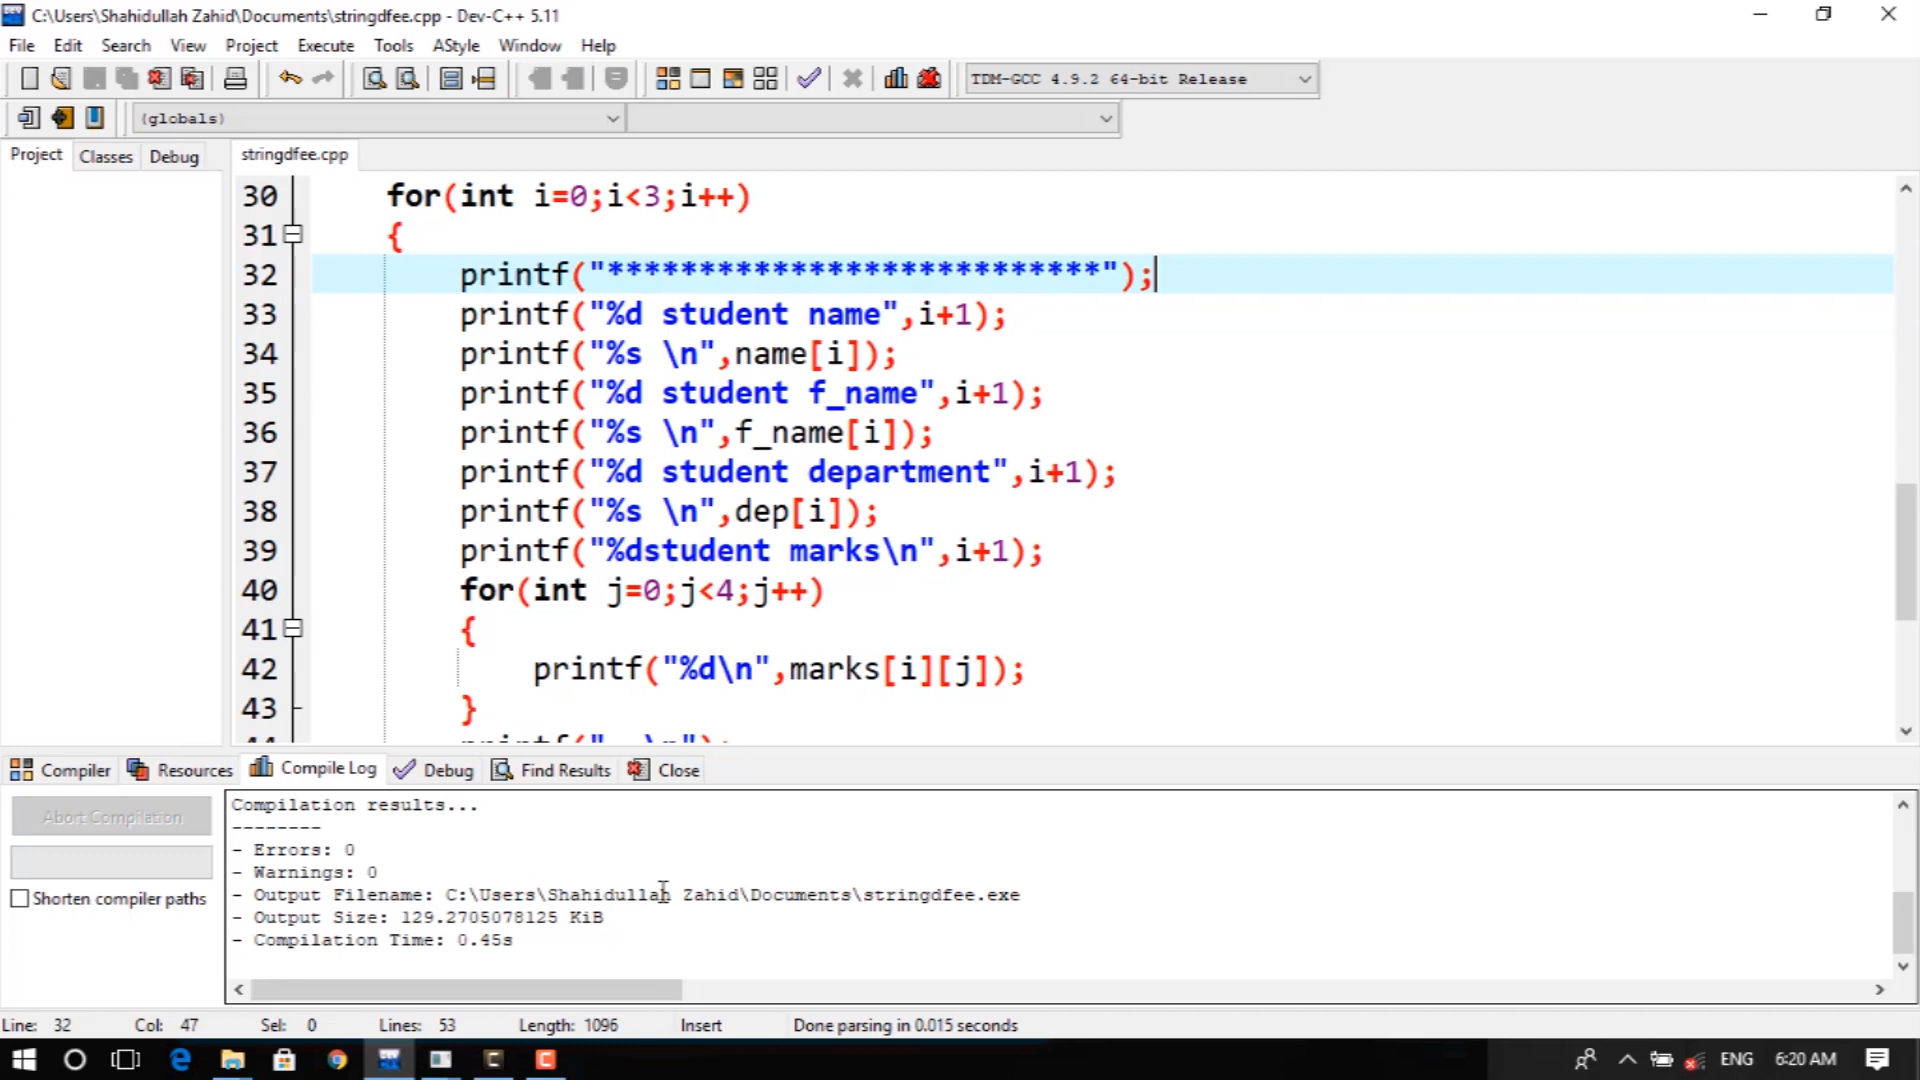 C:\Users\Shahidullah Zahid\Documents\stringdfee.cpp - Dev-C++ 5.11
File Edit Search View Project Execute Tools AStyle Window Help
TDM-GCC 4.9.2 64-bit Release
(globals)
Project Classes Debug stringdfee.cpp
30 for(int i=0;i<3;i++)
31 {
32 printf("***************************");
33 printf("%d student name",i+1);
34 printf("%s \n",name[i]);
35 printf("%d student f_name",i+1);
36 printf("%s \n",f_name[i]);
37 printf("%d student department",i+1);
38 printf("%s \n",dep[i]);
39 printf("%dstudent marks\n",i+1);
40 for(int j=0;j<4;j++)
41 {
42 printf("%d\n",marks[i][j]);
43 }
Compiler Resources Compile Log Debug Find Results Close
Abort Compilation
Shorten compiler paths
Compilation results...
--------
- Errors: 0
- Warnings: 0
- Output Filename: C:\Users\Shahidullah Zahid\Documents\stringdfee.exe
- Output Size: 129.2705078125 KiB
- Compilation Time: 0.45s
Line: 32 Col: 47 Sel: 0 Lines: 53 Length: 1096 Insert Done parsing in 0.015 seconds
ENG 6:20 AM